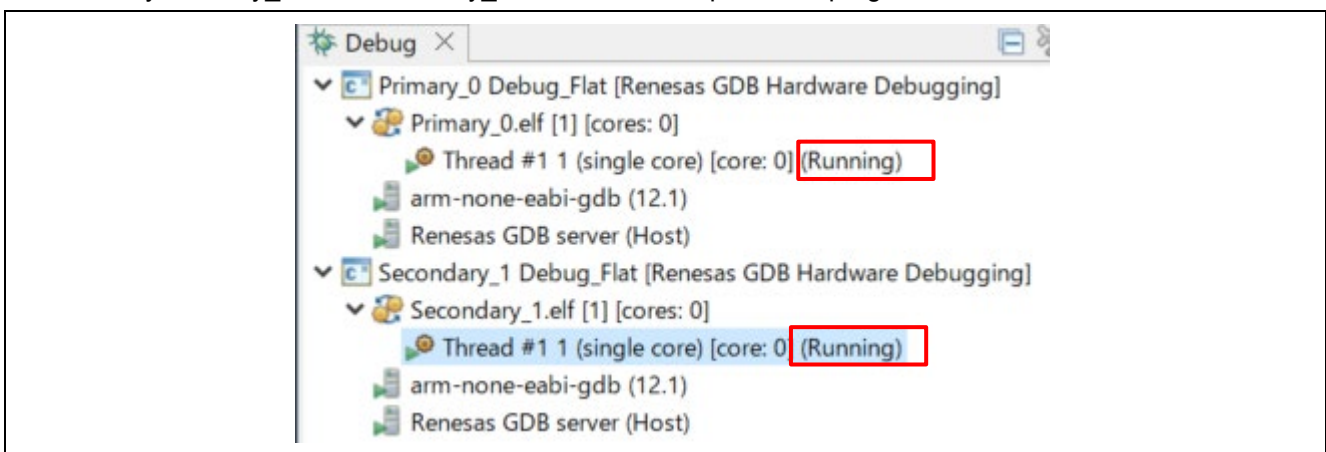 Debug
Primary_0 Debug_Flat [Renesas GDB Hardware Debugging]
Primary_0.elf [1] [cores: 0]
Thread #1 1 (single core) [core: 0] (Running)
arm-none-eabi-gdb (12.1)
Renesas GDB server (Host)
Secondary_1 Debug_Flat [Renesas GDB Hardware Debugging]
Secondary_1.elf [1] [cores: 0]
Thread #1 1 (single core) [core: 0] (Running)
arm-none-eabi-gdb (12.1)
Renesas GDB server (Host)